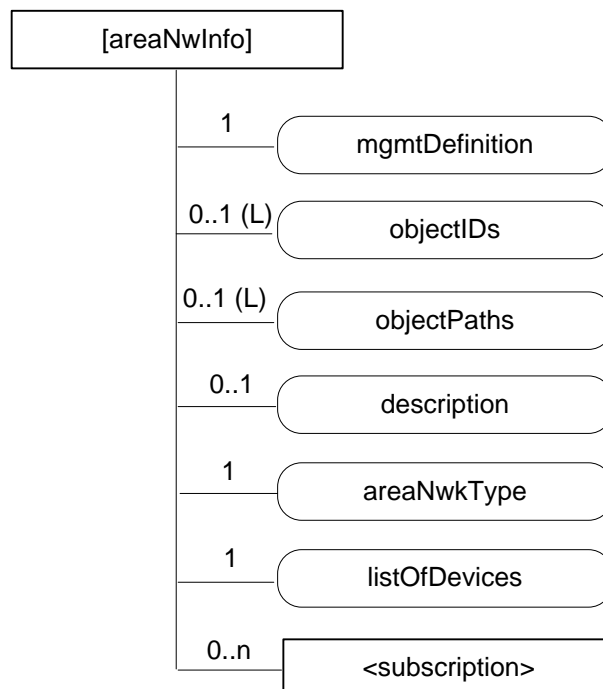 [areaNwInfo]
1
mgmtDefinition
0..1 (L)
objectIDs
0..1 (L)
objectPaths
0..1
description
1
areaNwkType
1
listOfDevices
0..n
<subscription>